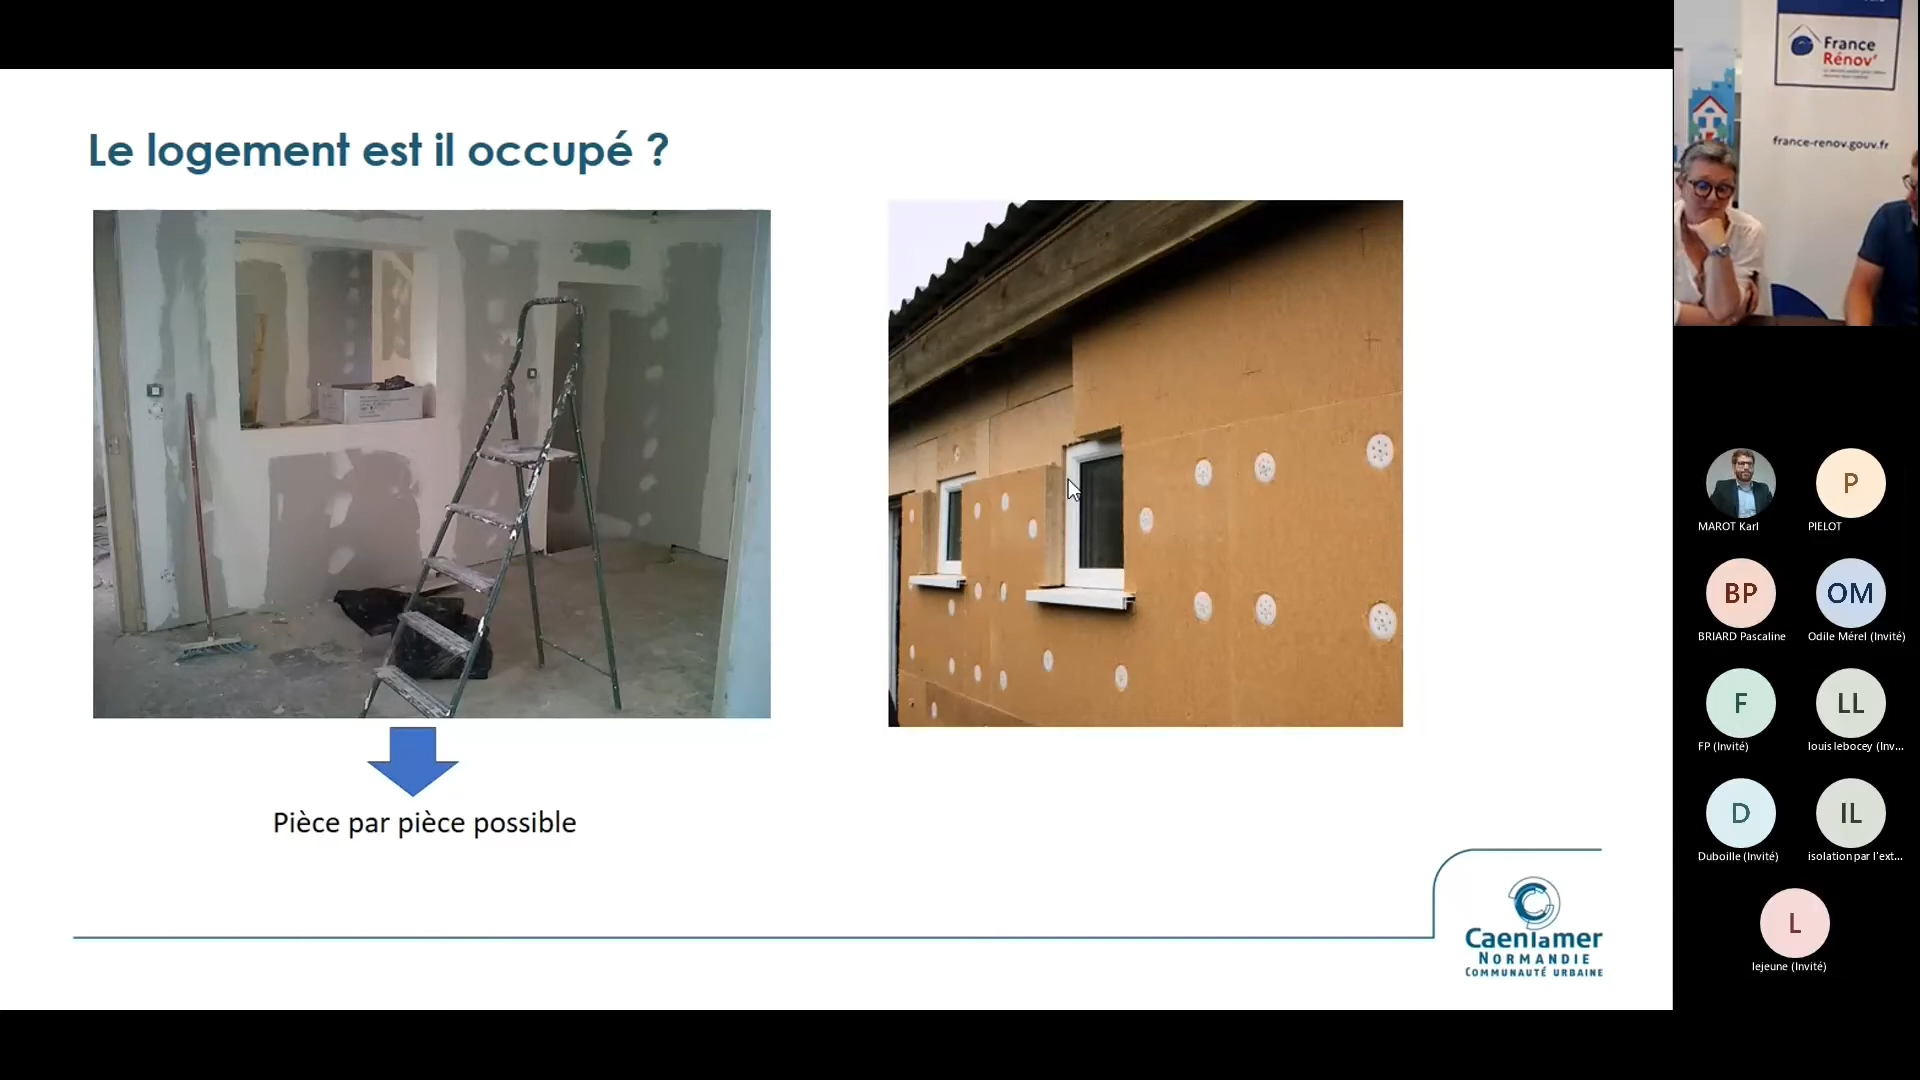 Le logement est il occupé ?
Pièce par pièce possible
Caenlamer
NORMANDIE
COMMUNAUTÉ URBAINE
France
Rénov'
france-renov.gouv.fr
MAROT Karl
P
PIELOT
BP
BRIARD Pascaline
OM
Odile Mérel (Invité)
F
FP (Invité)
LL
louis lebocey (Inv...
D
Duboille (Invité)
IL
isolation par l'ext...
L
lejeune (Invité)